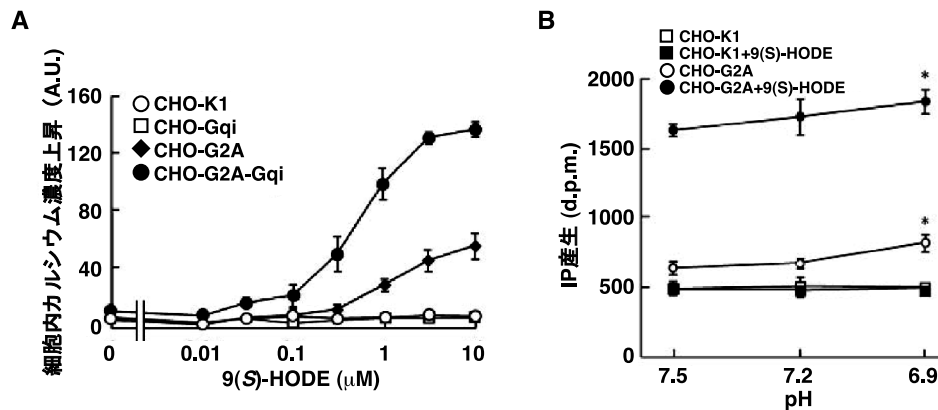 A
細胞内カルシウム濃度上昇 (A.U.)
160
120
80
40
0
CHO-K1
CHO-Gqi
CHO-G2A
CHO-G2A-Gqi
0
0.01
0.1
1
10
9(S)-HODE (μM)
B
CHO-K1
CHO-K1+9(S)-HODE
CHO-G2A
CHO-G2A+9(S)-HODE
IP産生 (d.p.m.)
2000
1500
1000
500
0
*
*
7.5
7.2
6.9
pH